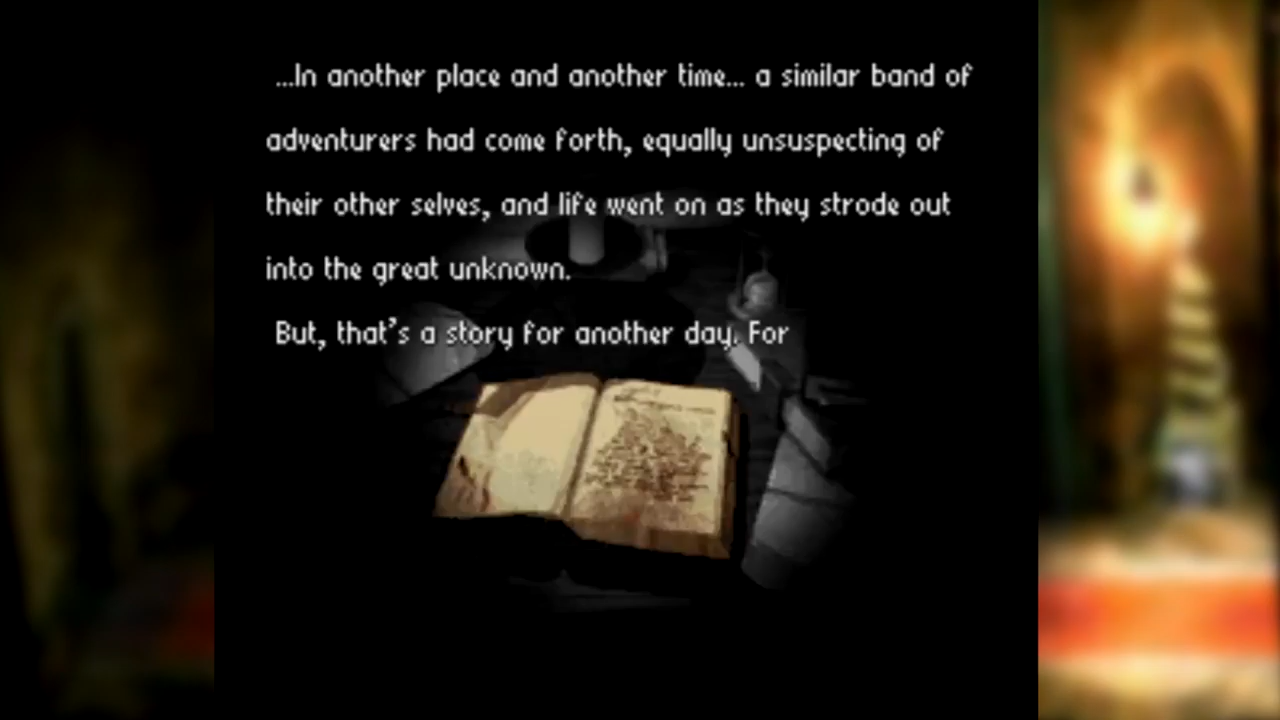 ...In another place and another time... a similar band of
adventurers had come forth, equally unsuspecting of
their other selves, and life went on as they strode out
into the great unknown.
But, that's a story for another day. For